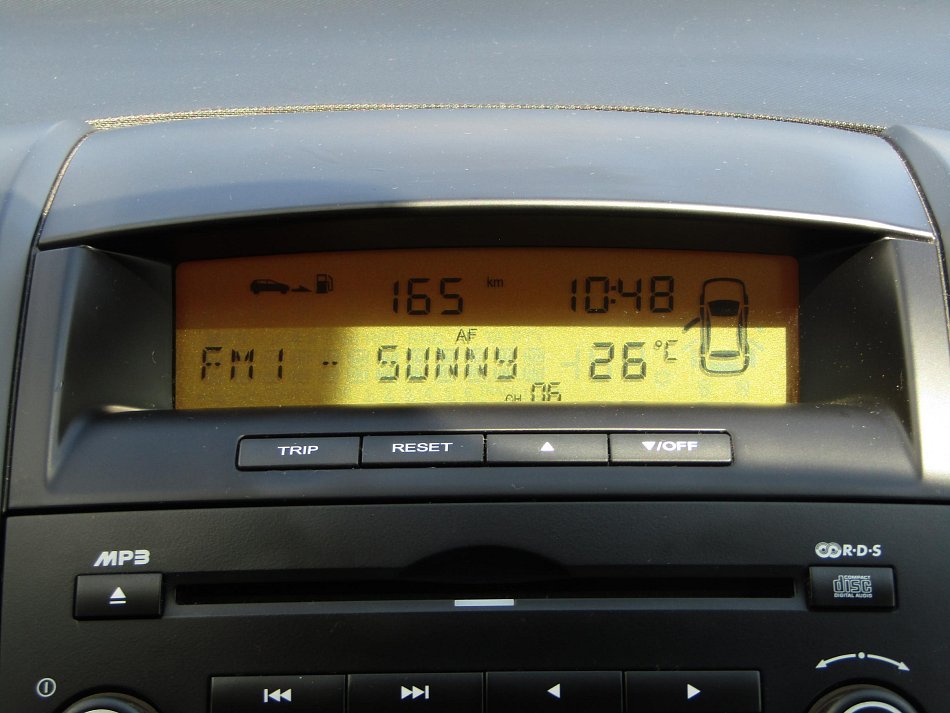 165 km 10:48
AF
FM1 - SUNNY 26°C
CH 06
TRIP RESET ▲ ▼/OFF
MP3 R·D·S
COMPACT
disc
DIGITAL AUDIO